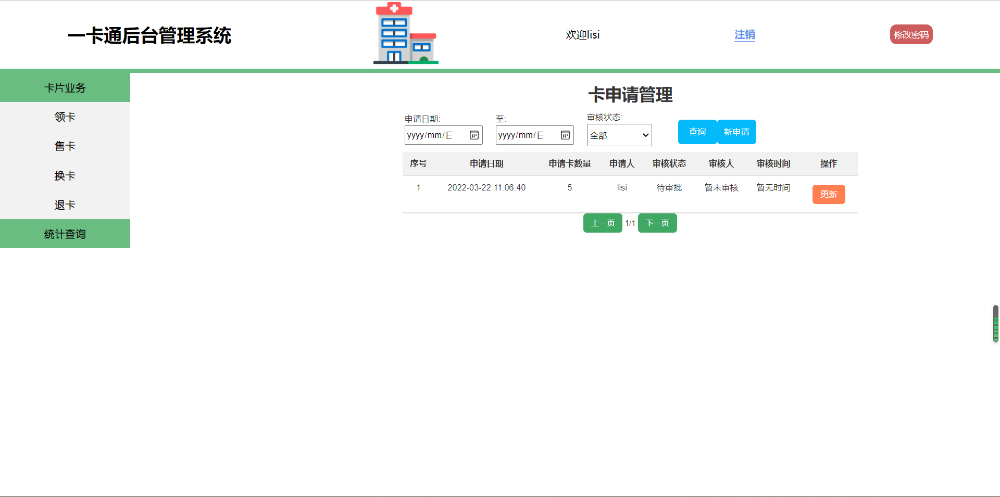 一卡通后台管理系统
欢迎lisi
注销
修改密码
卡片业务
领卡
售卡
换卡
退卡
统计查询
卡申请管理
申请日期: 至: 审核状态:
yyyy/mm/日 yyyy/mm/日 全部 查询 新申请
序号 申请日期 申请卡数量 申请人 审核状态 审核人 审核时间 操作
1 2022-03-22 11:06:40 5 lisi 待审批 暂未审核 暂无时间 更新
上一页 1/1 下一页